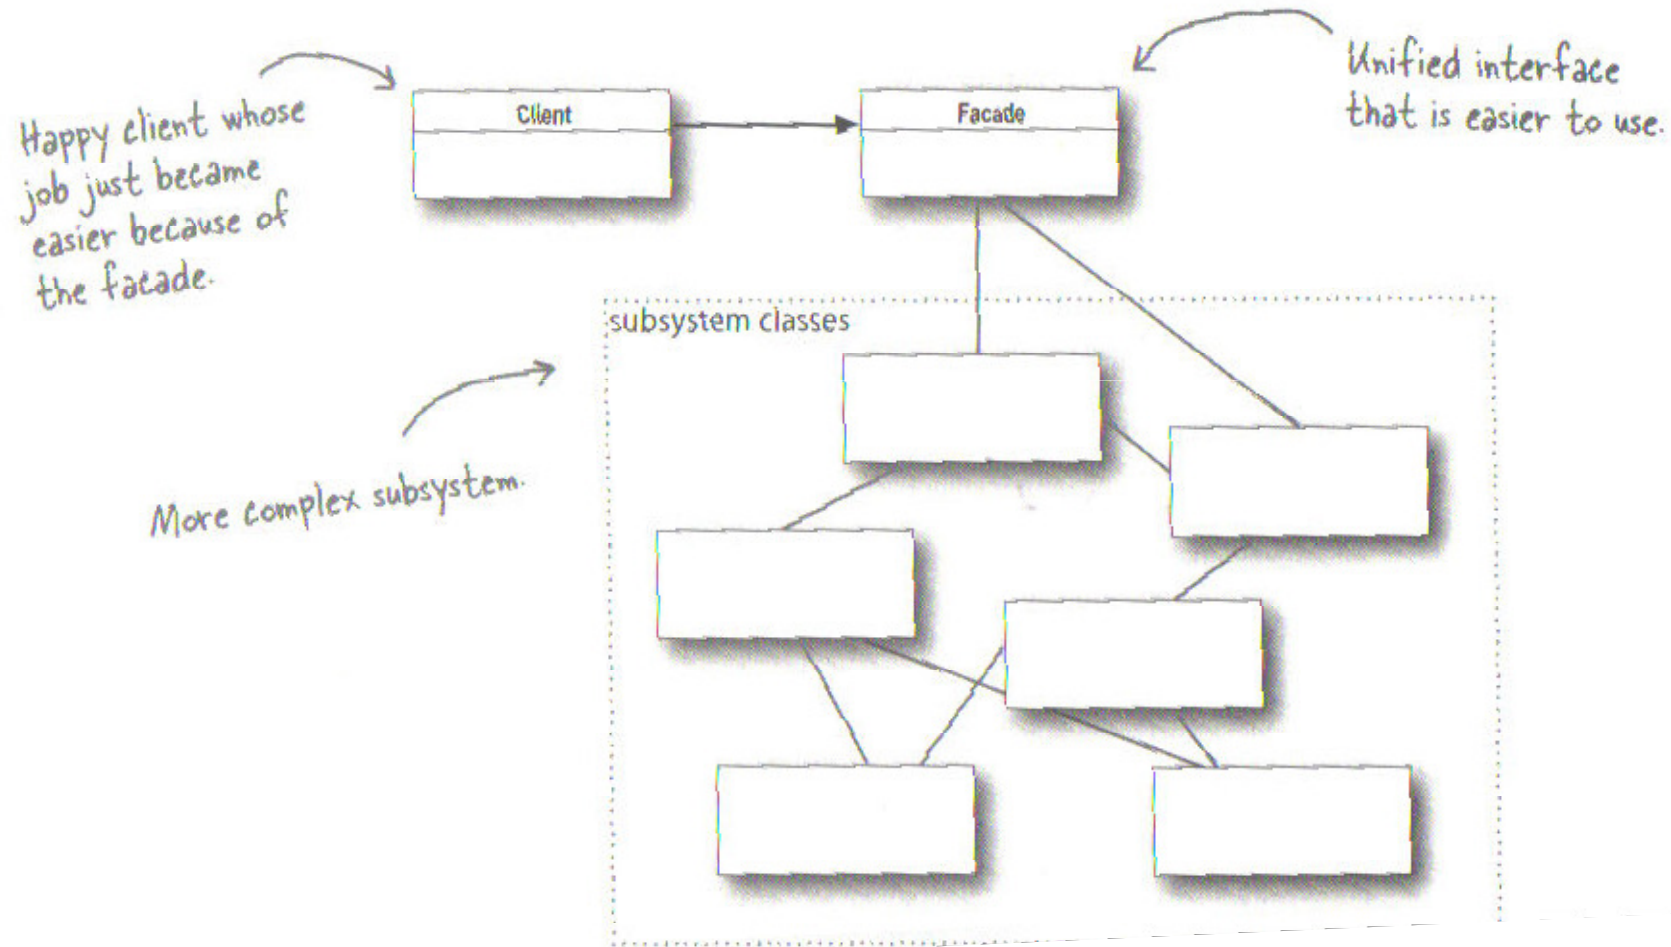 Happy client whose
job just became
easier because of
the facade.
Client
Facade
Unified interface
that is easier to use.
subsystem classes
More complex subsystem.